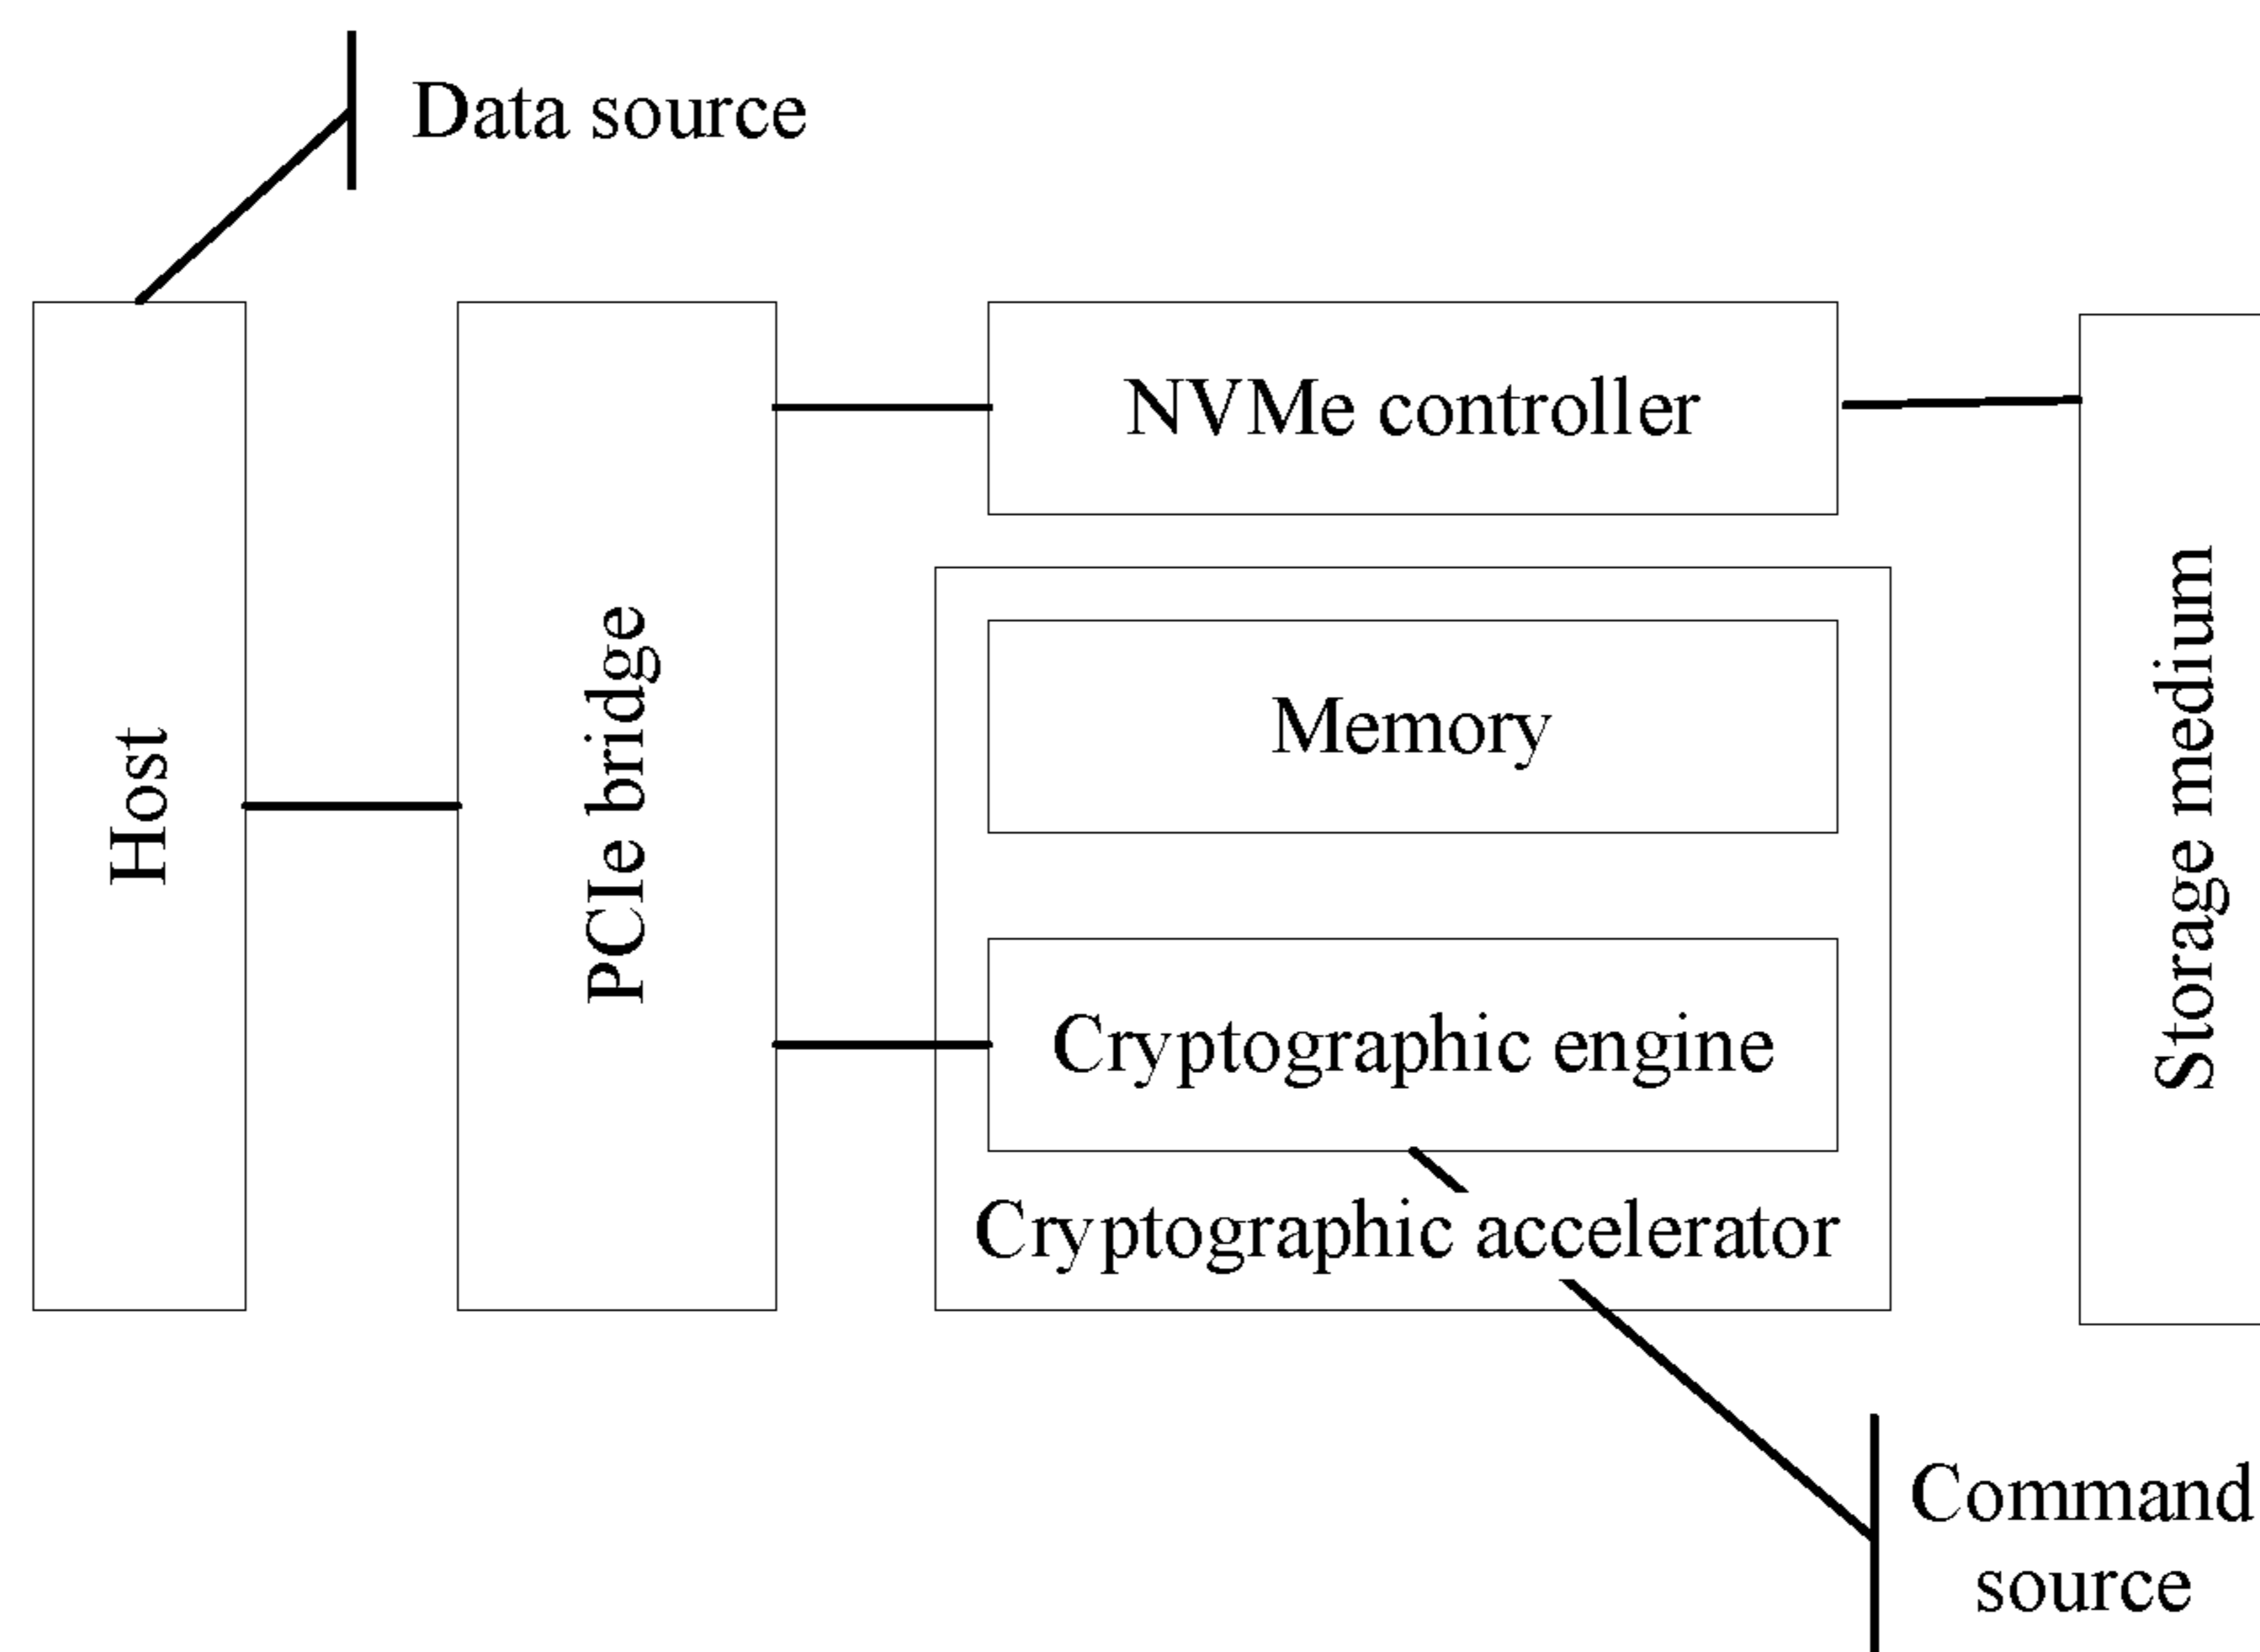 Data source
Host
PCIe bridge
NVMe controller
Memory
Cryptographic engine
Cryptographic accelerator
Storage medium
Command
source